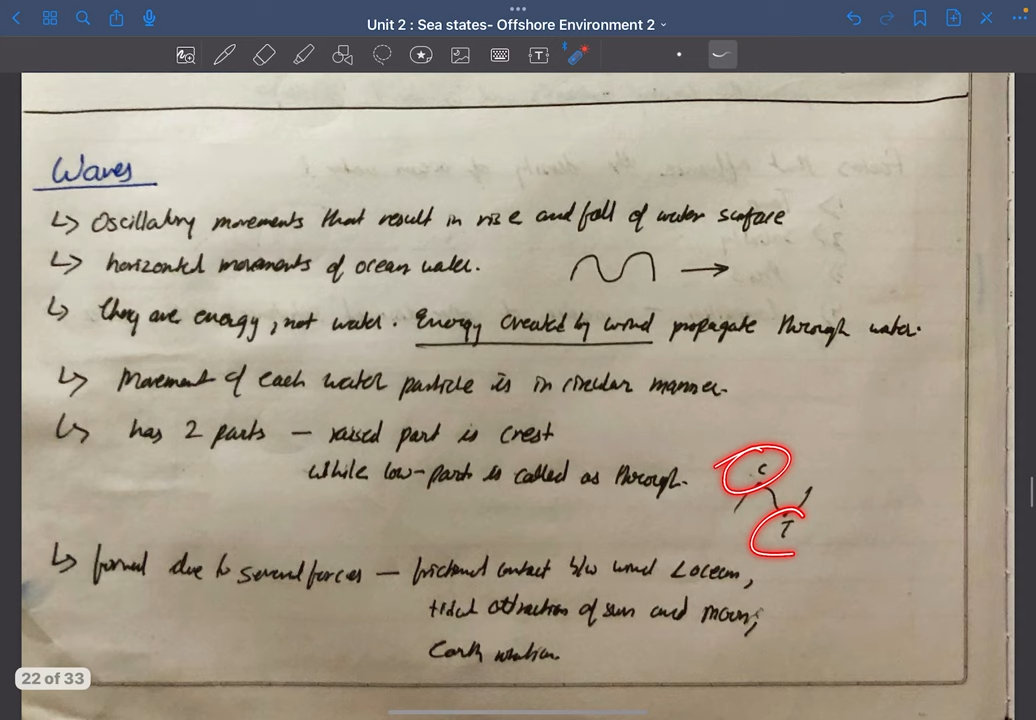 Unit 2 : Sea states- Offshore Environment 2
Waves
↳ Oscillatory movements that result in rise and fall of water surface
↳ horizontal movements of ocean water.
↳ they are energy, not water. Energy created by wind propagate through water.
↳ Movement of each water particle is in circular manner.
↳ has 2 parts — raised part is crest
while low-part is called as through.
C
T
↳ formed due to several forces — frictional contact b/w wind & ocean,
tidal attraction of sun and moon,
Earth rotation.
22 of 33